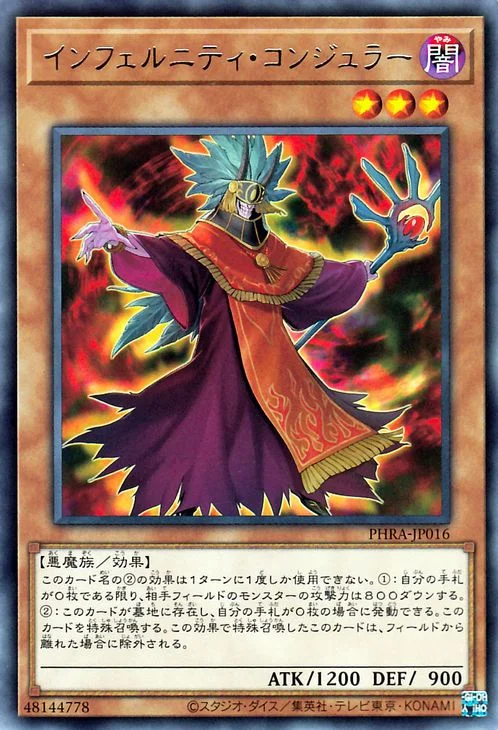 インフェルニティ・コンジュラー
闇
PHRA-JP016
【悪魔族/効果】
このカード名の②の効果は1ターンに1度しか使用できない。①:自分の手札
が0枚である限り、相手フィールドのモンスターの攻撃力は800ダウンする。
②:このカードが墓地に存在し、自分の手札が0枚の場合に発動できる。この
カードを特殊召喚する。この効果で特殊召喚したこのカードは、フィールドから
離れた場合に除外される。
ATK/1200 DEF/ 900
48144778
©スタジオ・ダイス/集英社・テレビ東京・KONAMI